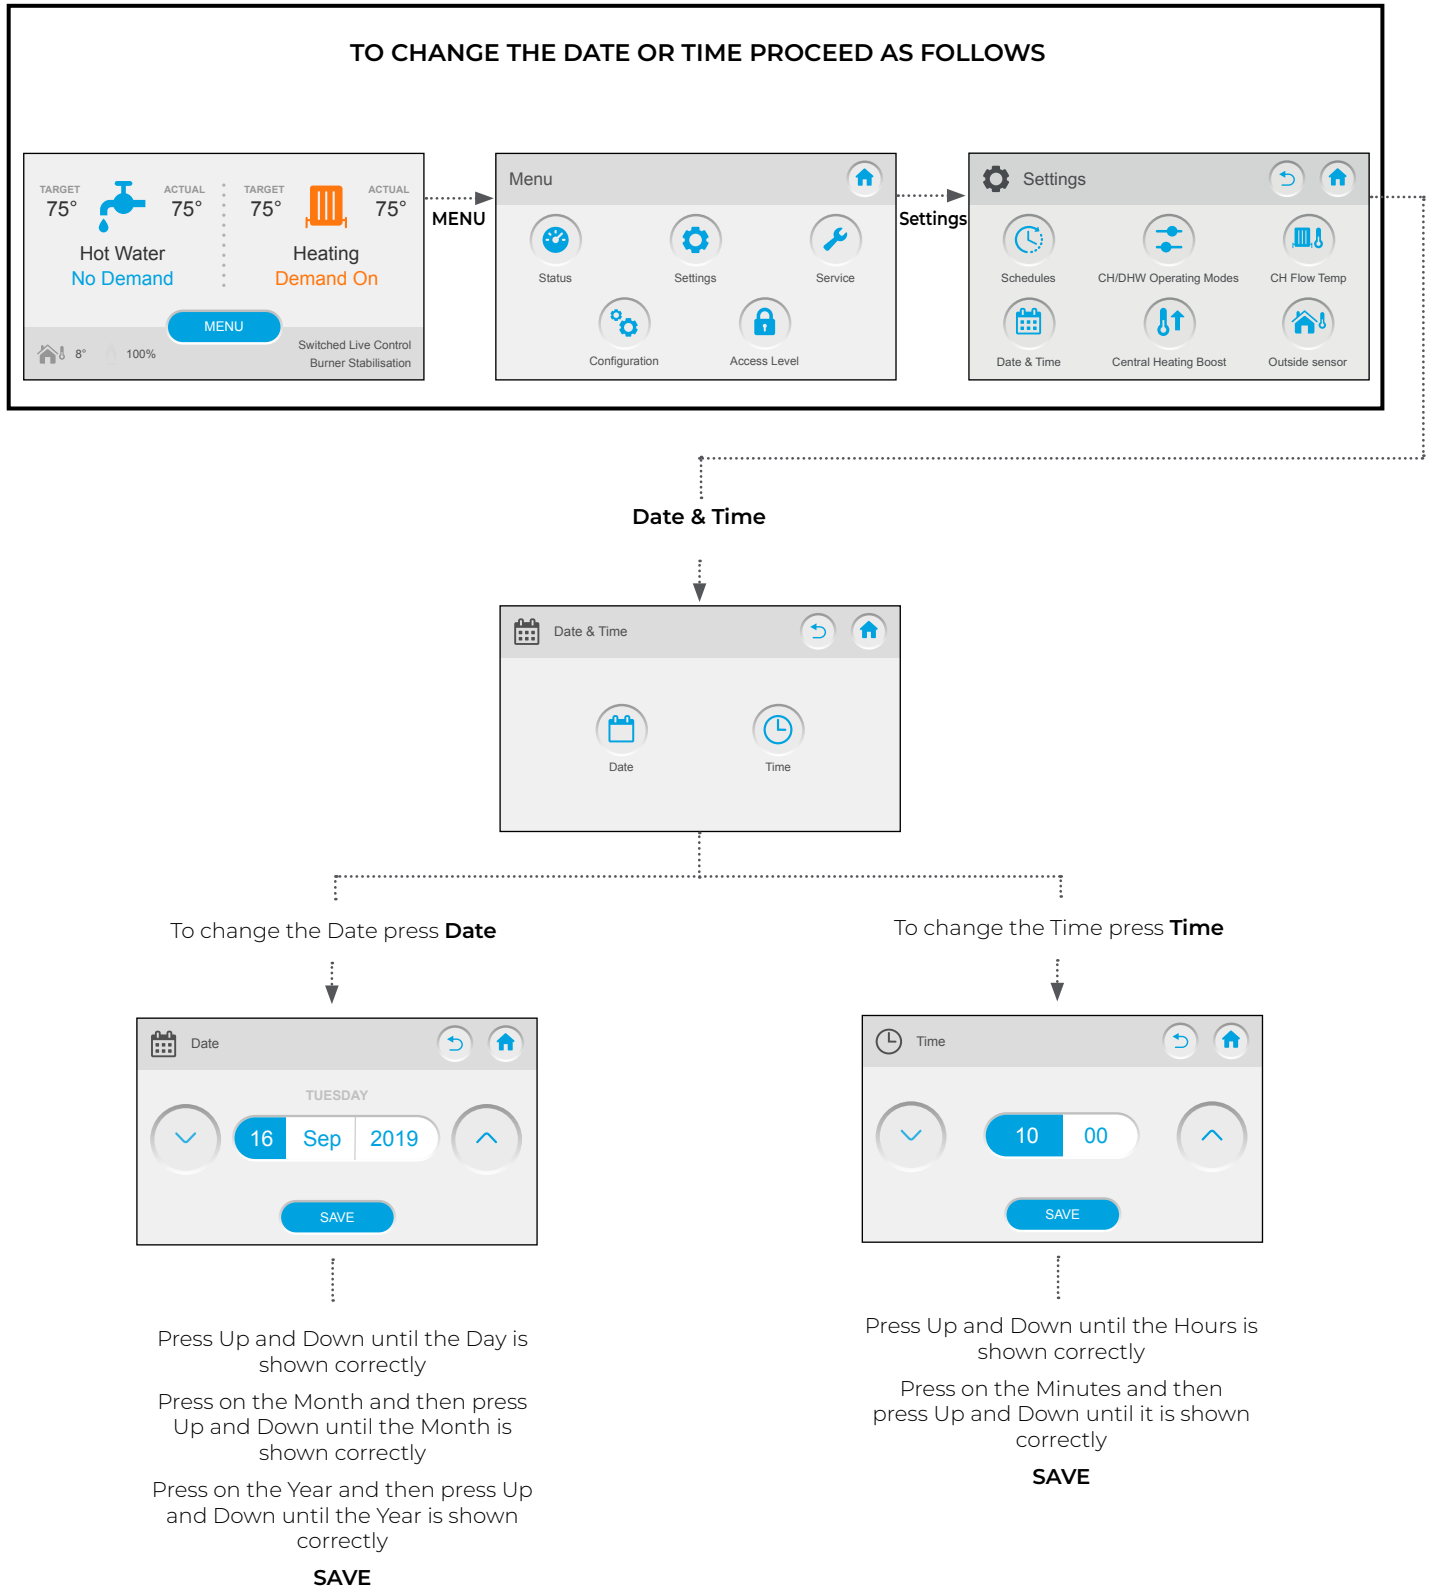 TO CHANGE THE DATE OR TIME PROCEED AS FOLLOWS
TARGET
75°
ACTUAL
75°
Hot Water
No Demand
TARGET
75°
ACTUAL
75°
Heating
Demand On
MENU
8°
100%
Switched Live Control
Burner Stabilisation
MENU
Menu
Status
Settings
Service
Configuration
Access Level
Settings
Settings
Schedules
CH/DHW Operating Modes
CH Flow Temp
Date & Time
Central Heating Boost
Outside sensor
Date & Time
Date & Time
Date
Time
To change the Date press Date
Date
TUESDAY
16 Sep 2019
SAVE
Press Up and Down until the Day is
shown correctly
Press on the Month and then press
Up and Down until the Month is
shown correctly
Press on the Year and then press Up
and Down until the Year is shown
correctly
SAVE
To change the Time press Time
Time
10 00
SAVE
Press Up and Down until the Hours is
shown correctly
Press on the Minutes and then
press Up and Down until it is shown
correctly
SAVE